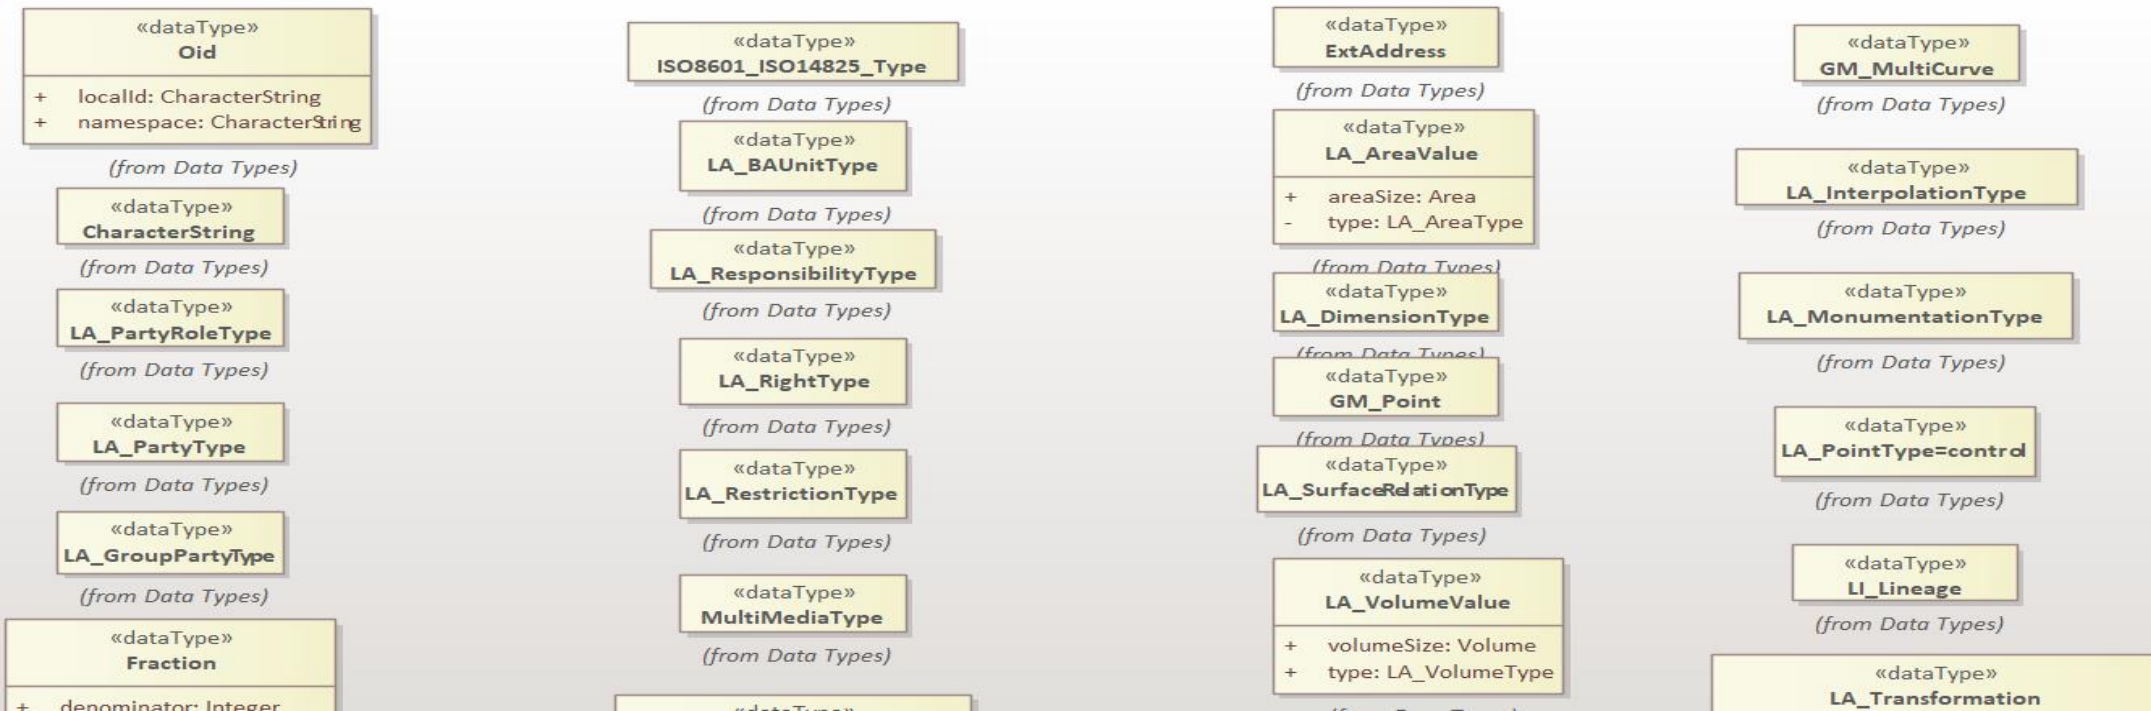 «dataType»
Oid
+ localId: CharacterString
+ namespace: CharacterString
(from Data Types)
«dataType»
CharacterString
(from Data Types)
«dataType»
LA_PartyRoleType
(from Data Types)
«dataType»
LA_PartyType
(from Data Types)
«dataType»
LA_GroupPartyType
(from Data Types)
«dataType»
Fraction
+ denominator: Integer
«dataType»
ISO8601_ISO14825_Type
(from Data Types)
«dataType»
LA_BAUnitType
(from Data Types)
«dataType»
LA_ResponsibilityType
(from Data Types)
«dataType»
LA_RightType
(from Data Types)
«dataType»
LA_RestrictionType
(from Data Types)
«dataType»
MultiMediaType
(from Data Types)
«dataType»
«dataType»
ExtAddress
(from Data Types)
«dataType»
LA_AreaValue
+ areaSize: Area
- type: LA_AreaType
(from Data Types)
«dataType»
LA_DimensionType
(from Data Types)
«dataType»
GM_Point
(from Data Types)
«dataType»
LA_SurfaceRelationType
(from Data Types)
«dataType»
LA_VolumeValue
+ volumeSize: Volume
+ type: LA_VolumeType
«dataType»
GM_MultiCurve
(from Data Types)
«dataType»
LA_InterpolationType
(from Data Types)
«dataType»
LA_MonumentationType
(from Data Types)
«dataType»
LA_PointType=control
(from Data Types)
«dataType»
LI_Lineage
(from Data Types)
«dataType»
LA_Transformation